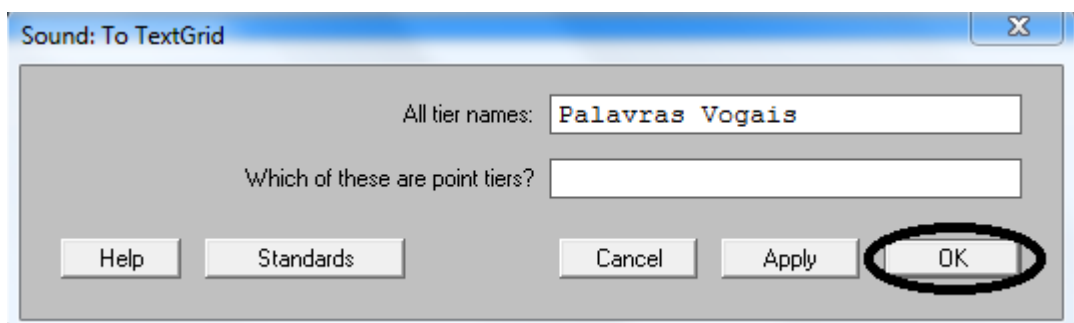 Sound: To TextGrid
All tier names: Palavras Vogais
Which of these are point tiers?
Help Standards Cancel Apply OK